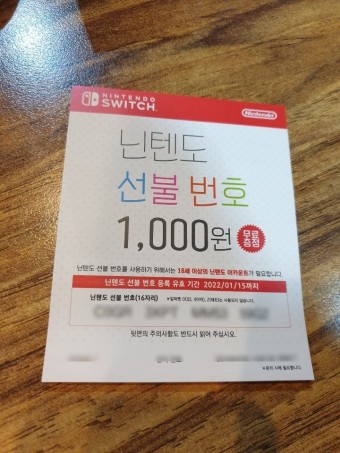 NINTENDO
SWITCH
Nintendo
닌텐도
선불 번호
1,000원
무료
증정
닌텐도 선불 번호를 사용하기 위해서는 18세 이상의 닌텐도 어카운트가 필요합니다.
닌텐도 선불 번호 등록 유효 기간 2022/01/15까지
닌텐도 선불 번호(16자리)
뒷면의 주의사항도 반드시 읽어 주십시오.